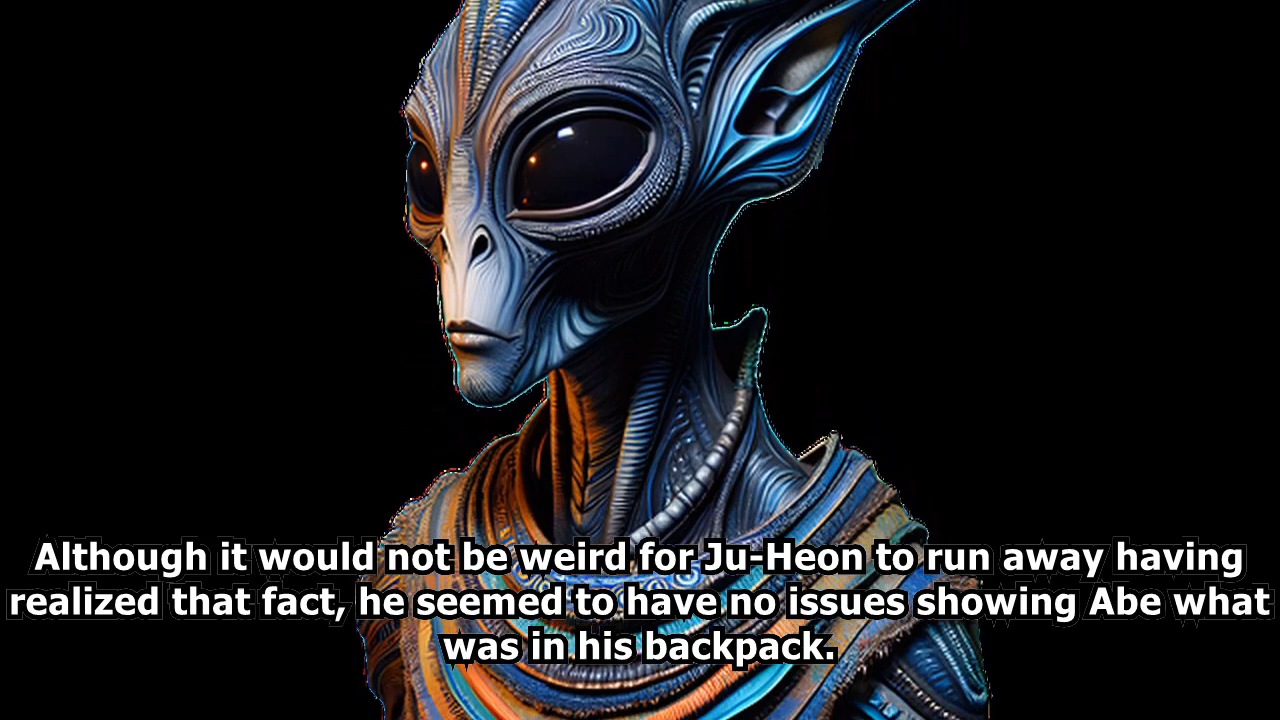 Although it would not be weird for Ju-Heon to run away having
realized that fact, he seemed to have no issues showing Abe what
was in his backpack.